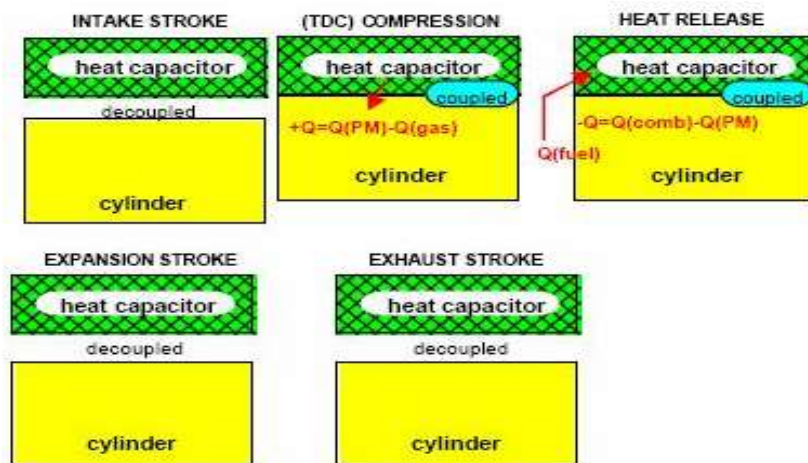 INTAKE STROKE
heat capacitor
decoupled
cylinder
(TDC) COMPRESSION
heat capacitor
coupled
+Q=Q(PM)-Q(gas)
cylinder
HEAT RELEASE
heat capacitor
coupled
-Q=Q(comb)-Q(PM)
Q(fuel)
cylinder
EXPANSION STROKE
heat capacitor
decoupled
cylinder
EXHAUST STROKE
heat capacitor
decoupled
cylinder